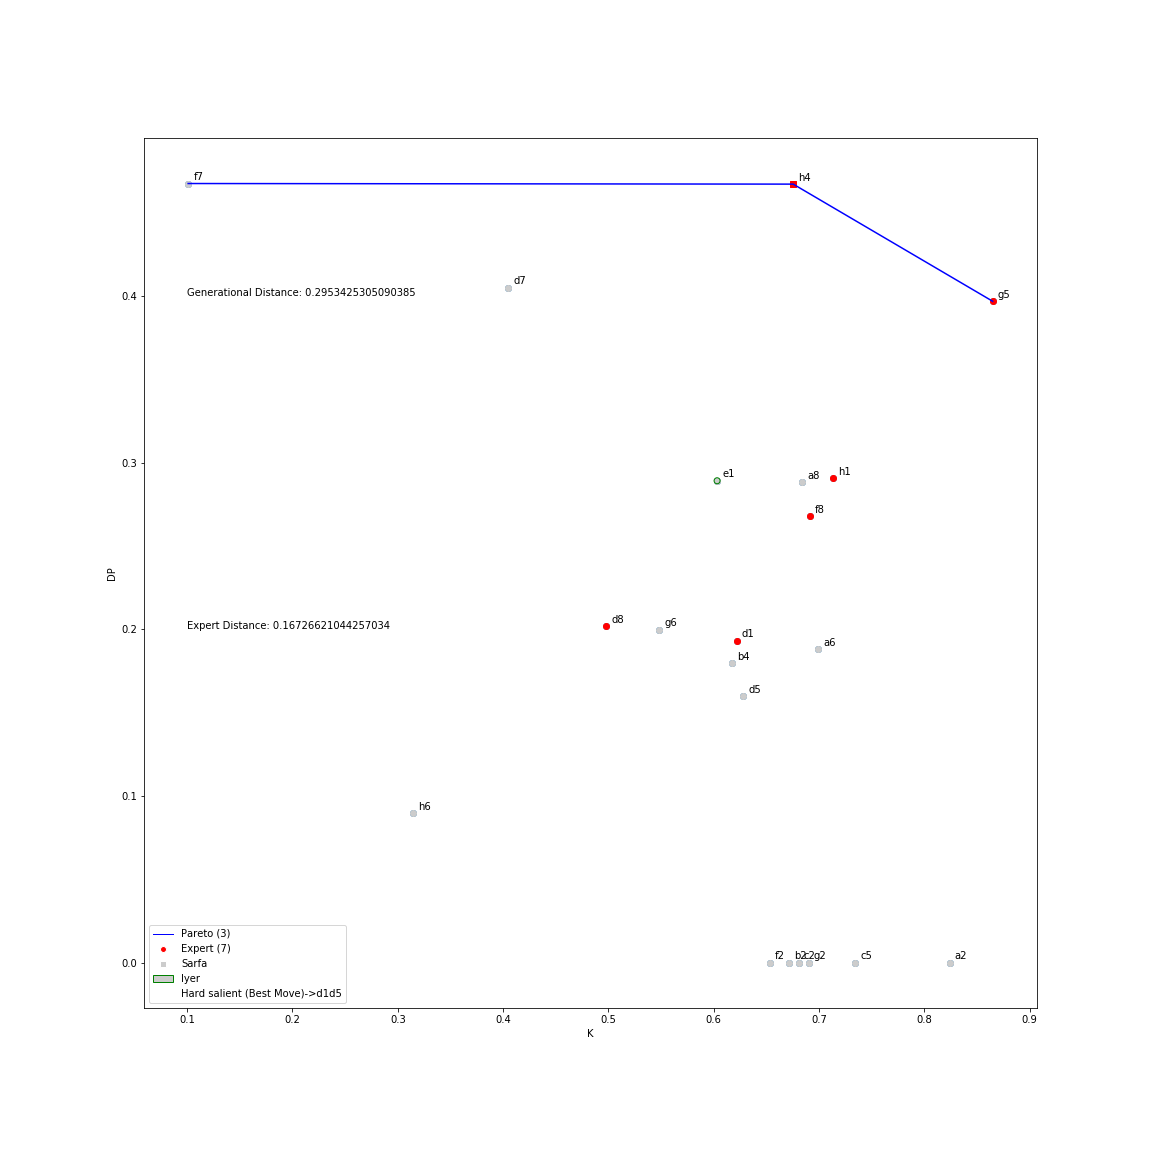 f7
h4
d7
Generational Distance: 0.2953425305090385
g5
0.4
0.3
e1
a8
h1
f8
DP
0.2
Expert Distance: 0.16726621044257034
d8
g6
d1
a6
b4
d5
0.1
h6
Pareto (3)
Expert (7)
Sarfa
Iyer
Hard salient (Best Move)->d1d5
0.0
f2
b2
c2
g2
c5
a2
0.1 0.2 0.3 0.4 0.5 0.6 0.7 0.8 0.9
K